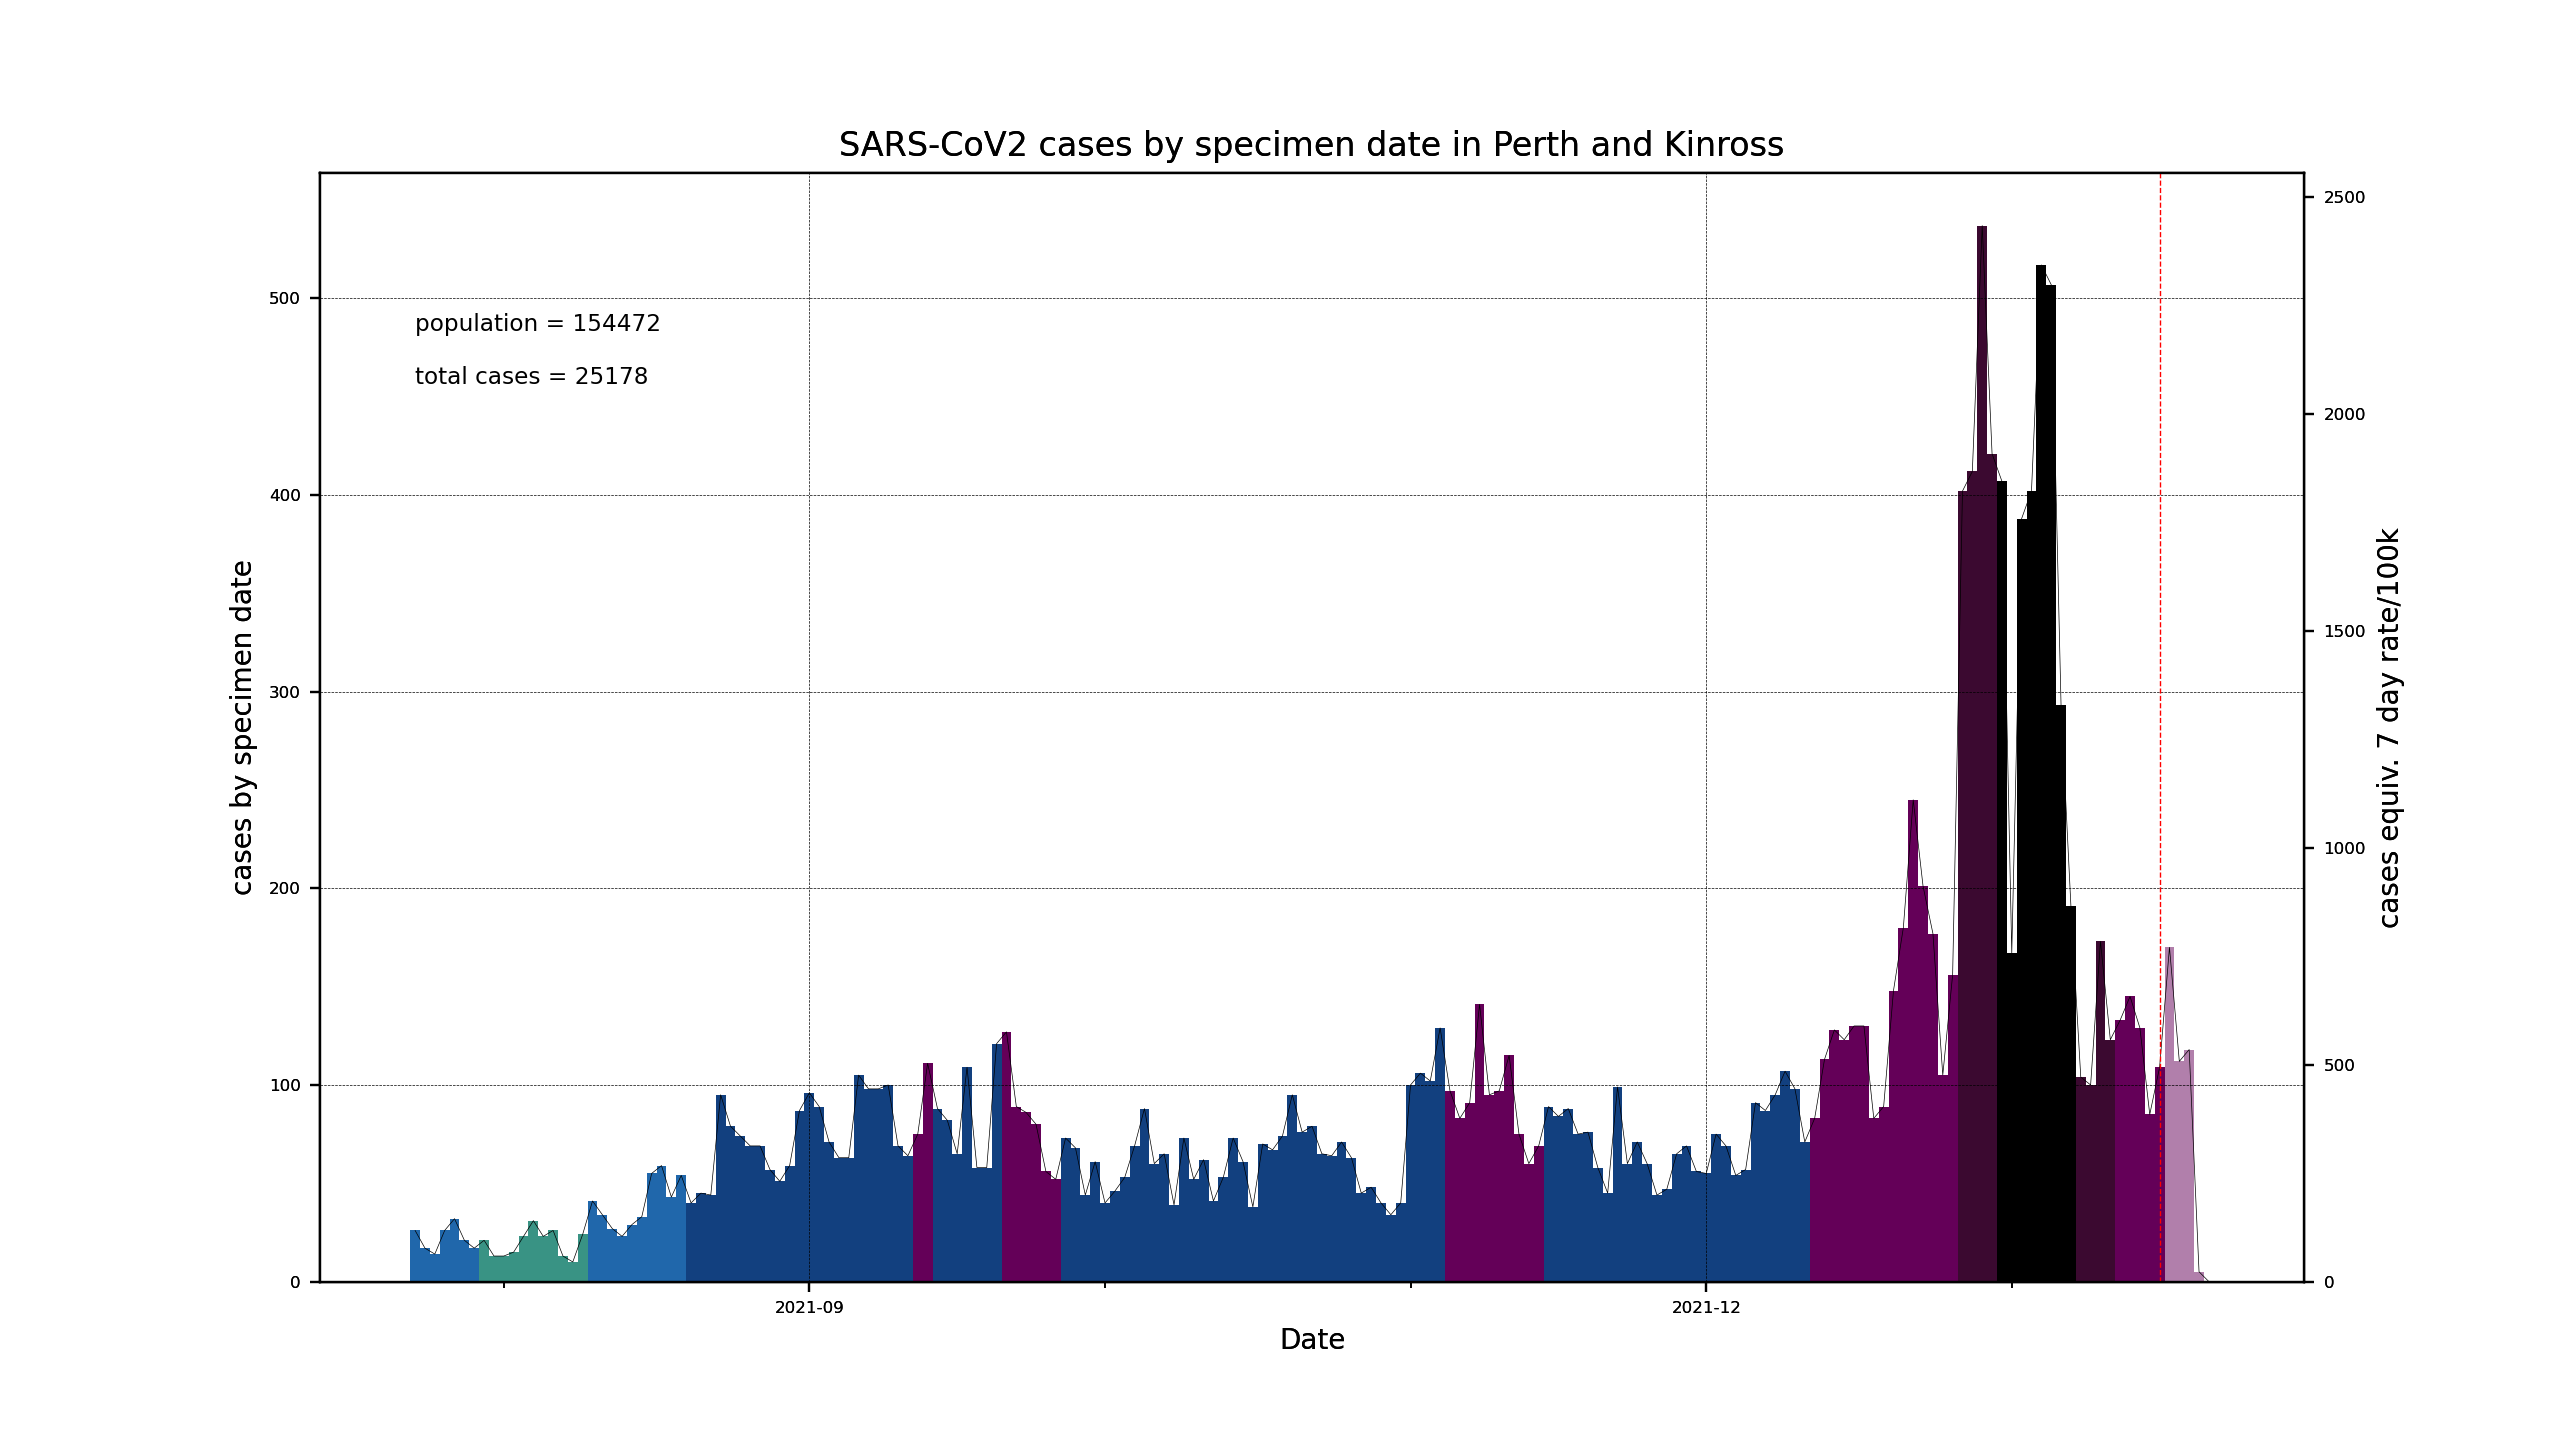 SARS-CoV2 cases by specimen date in Perth and Kinross
population = 154472
total cases = 25178
cases by specimen date
500
400
300
200
100
0
2500
2000
1500
1000
500
0
cases equiv. 7 day rate/100k
2021-09
2021-12
Date